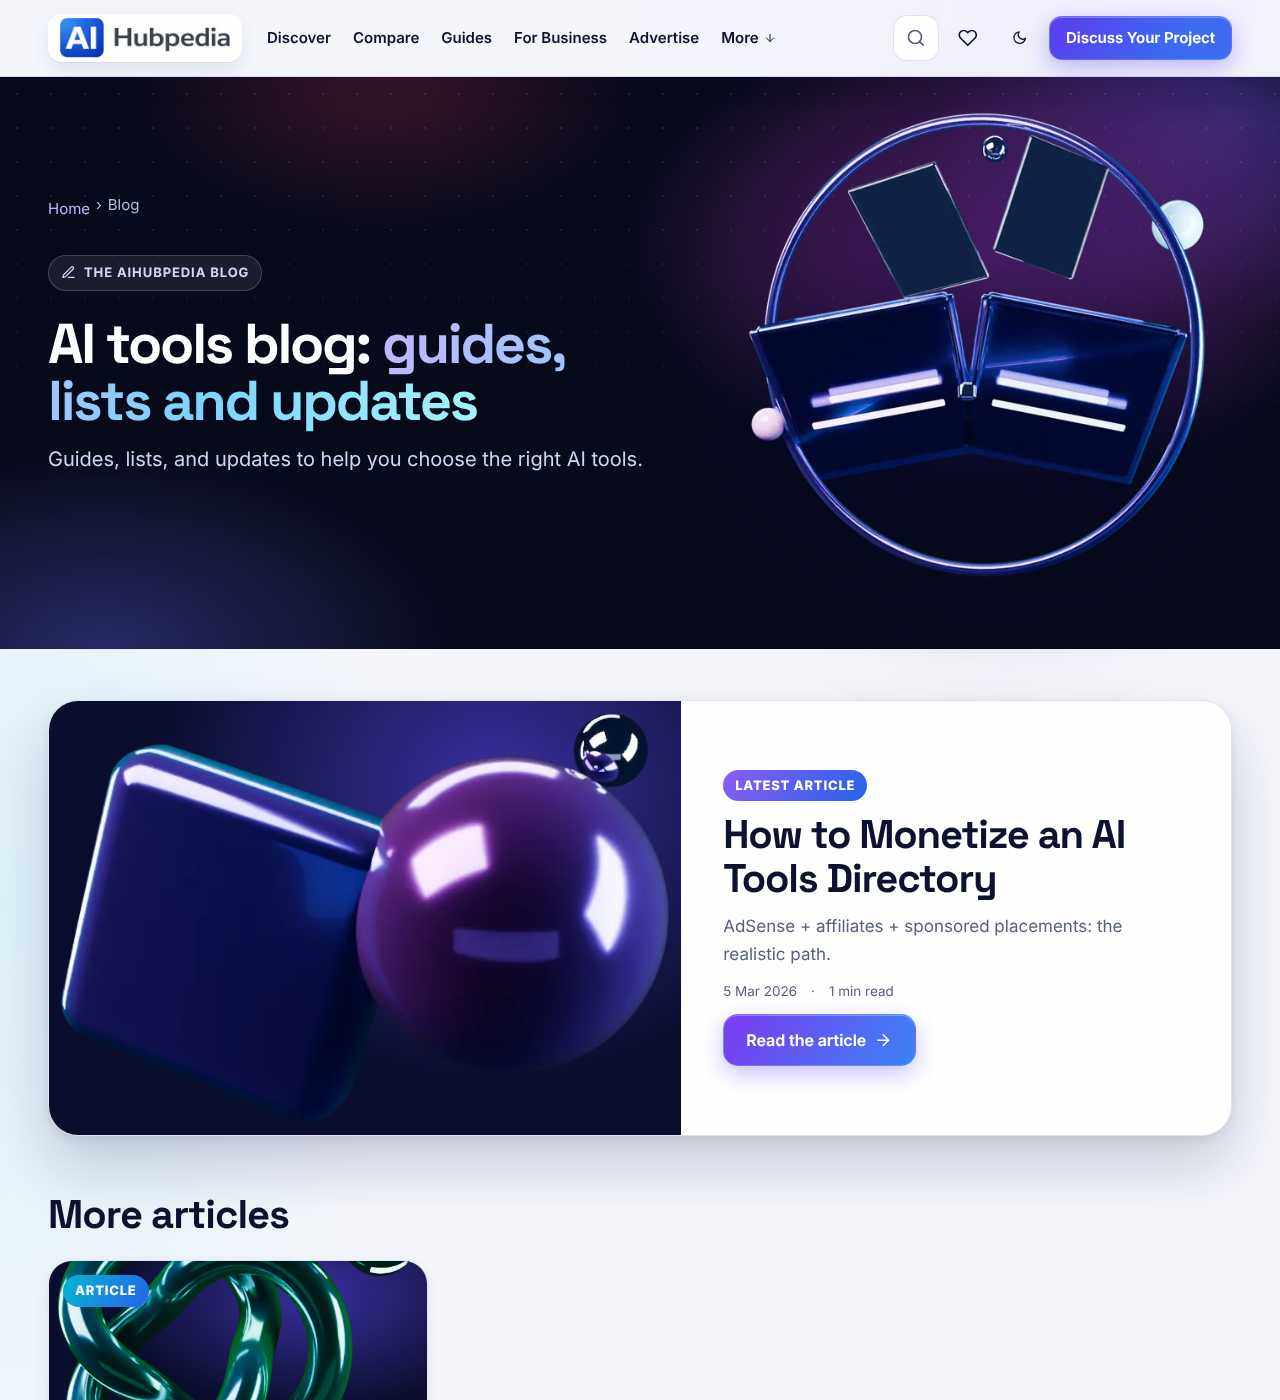 AI Hubpedia
Discover
Compare
Guides
For Business
Advertise
More
Discuss Your Project
Home › Blog
THE AIHUBPEDIA BLOG
AI tools blog: guides,
lists and updates
Guides, lists, and updates to help you choose the right AI tools.
LATEST ARTICLE
How to Monetize an AI
Tools Directory
AdSense + affiliates + sponsored placements: the
realistic path.
5 Mar 2026 · 1 min read
Read the article
More articles
ARTICLE